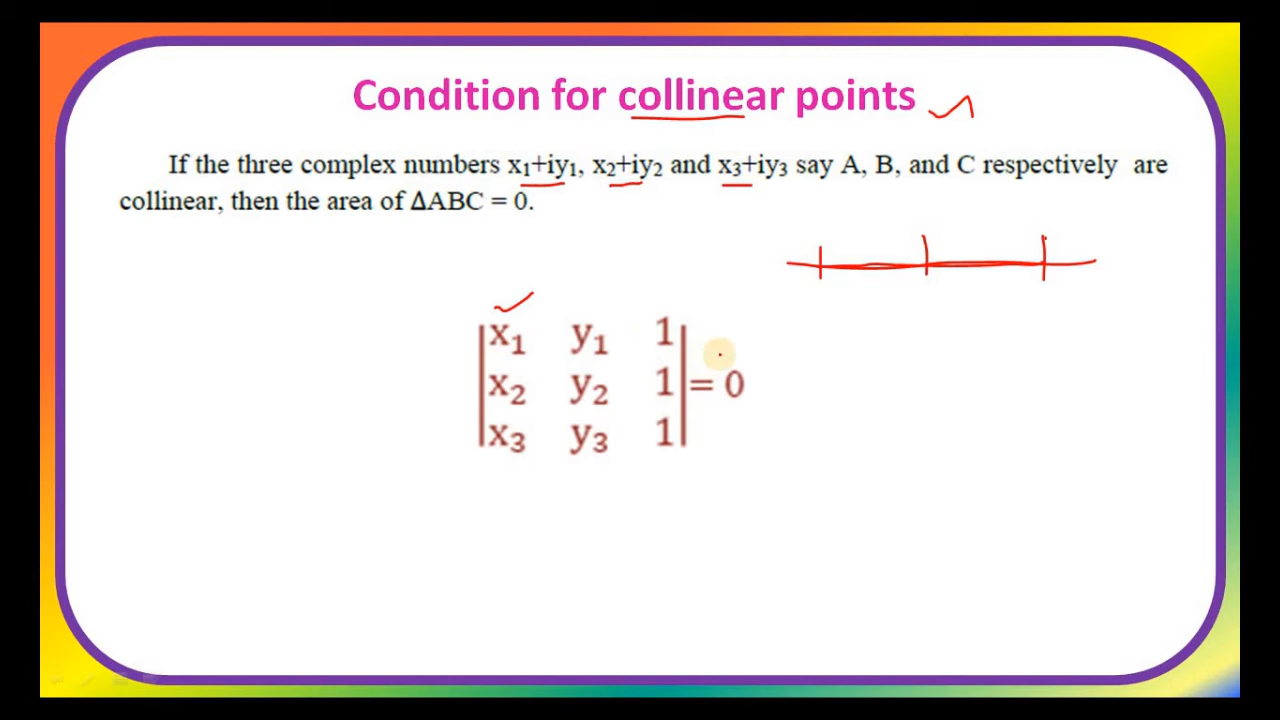 Condition for collinear points
If the three complex numbers x₁+iy₁, x₂+iy₂ and x₃+iy₃ say A, B, and C respectively are
collinear, then the area of ΔABC = 0.
|x₁ y₁ 1|
|x₂ y₂ 1| = 0
|x₃ y₃ 1|